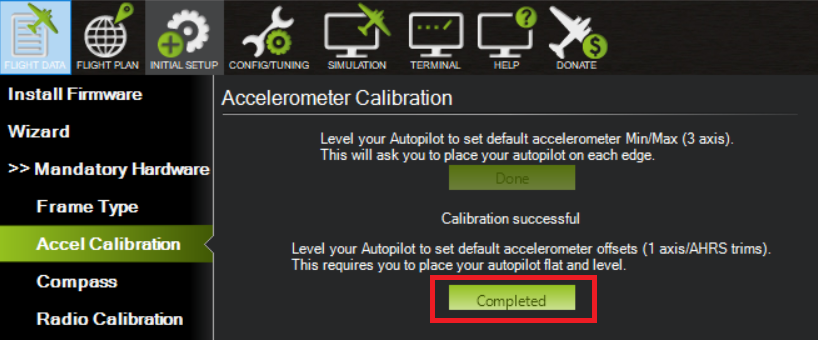 FLIGHT DATA
FLIGHT PLAN
INITIAL SETUP
CONFIG/TUNING
SIMULATION
TERMINAL
HELP
DONATE
Install Firmware
Wizard
>> Mandatory Hardware
Frame Type
Accel Calibration
Compass
Radio Calibration
Accelerometer Calibration
Level your Autopilot to set default accelerometer Min/Max (3 axis).
This will ask you to place your autopilot on each edge.
Done
Calibration successful
Level your Autopilot to set default accelerometer offsets (1 axis/AHRS trims).
This requires you to place your autopilot flat and level.
Completed